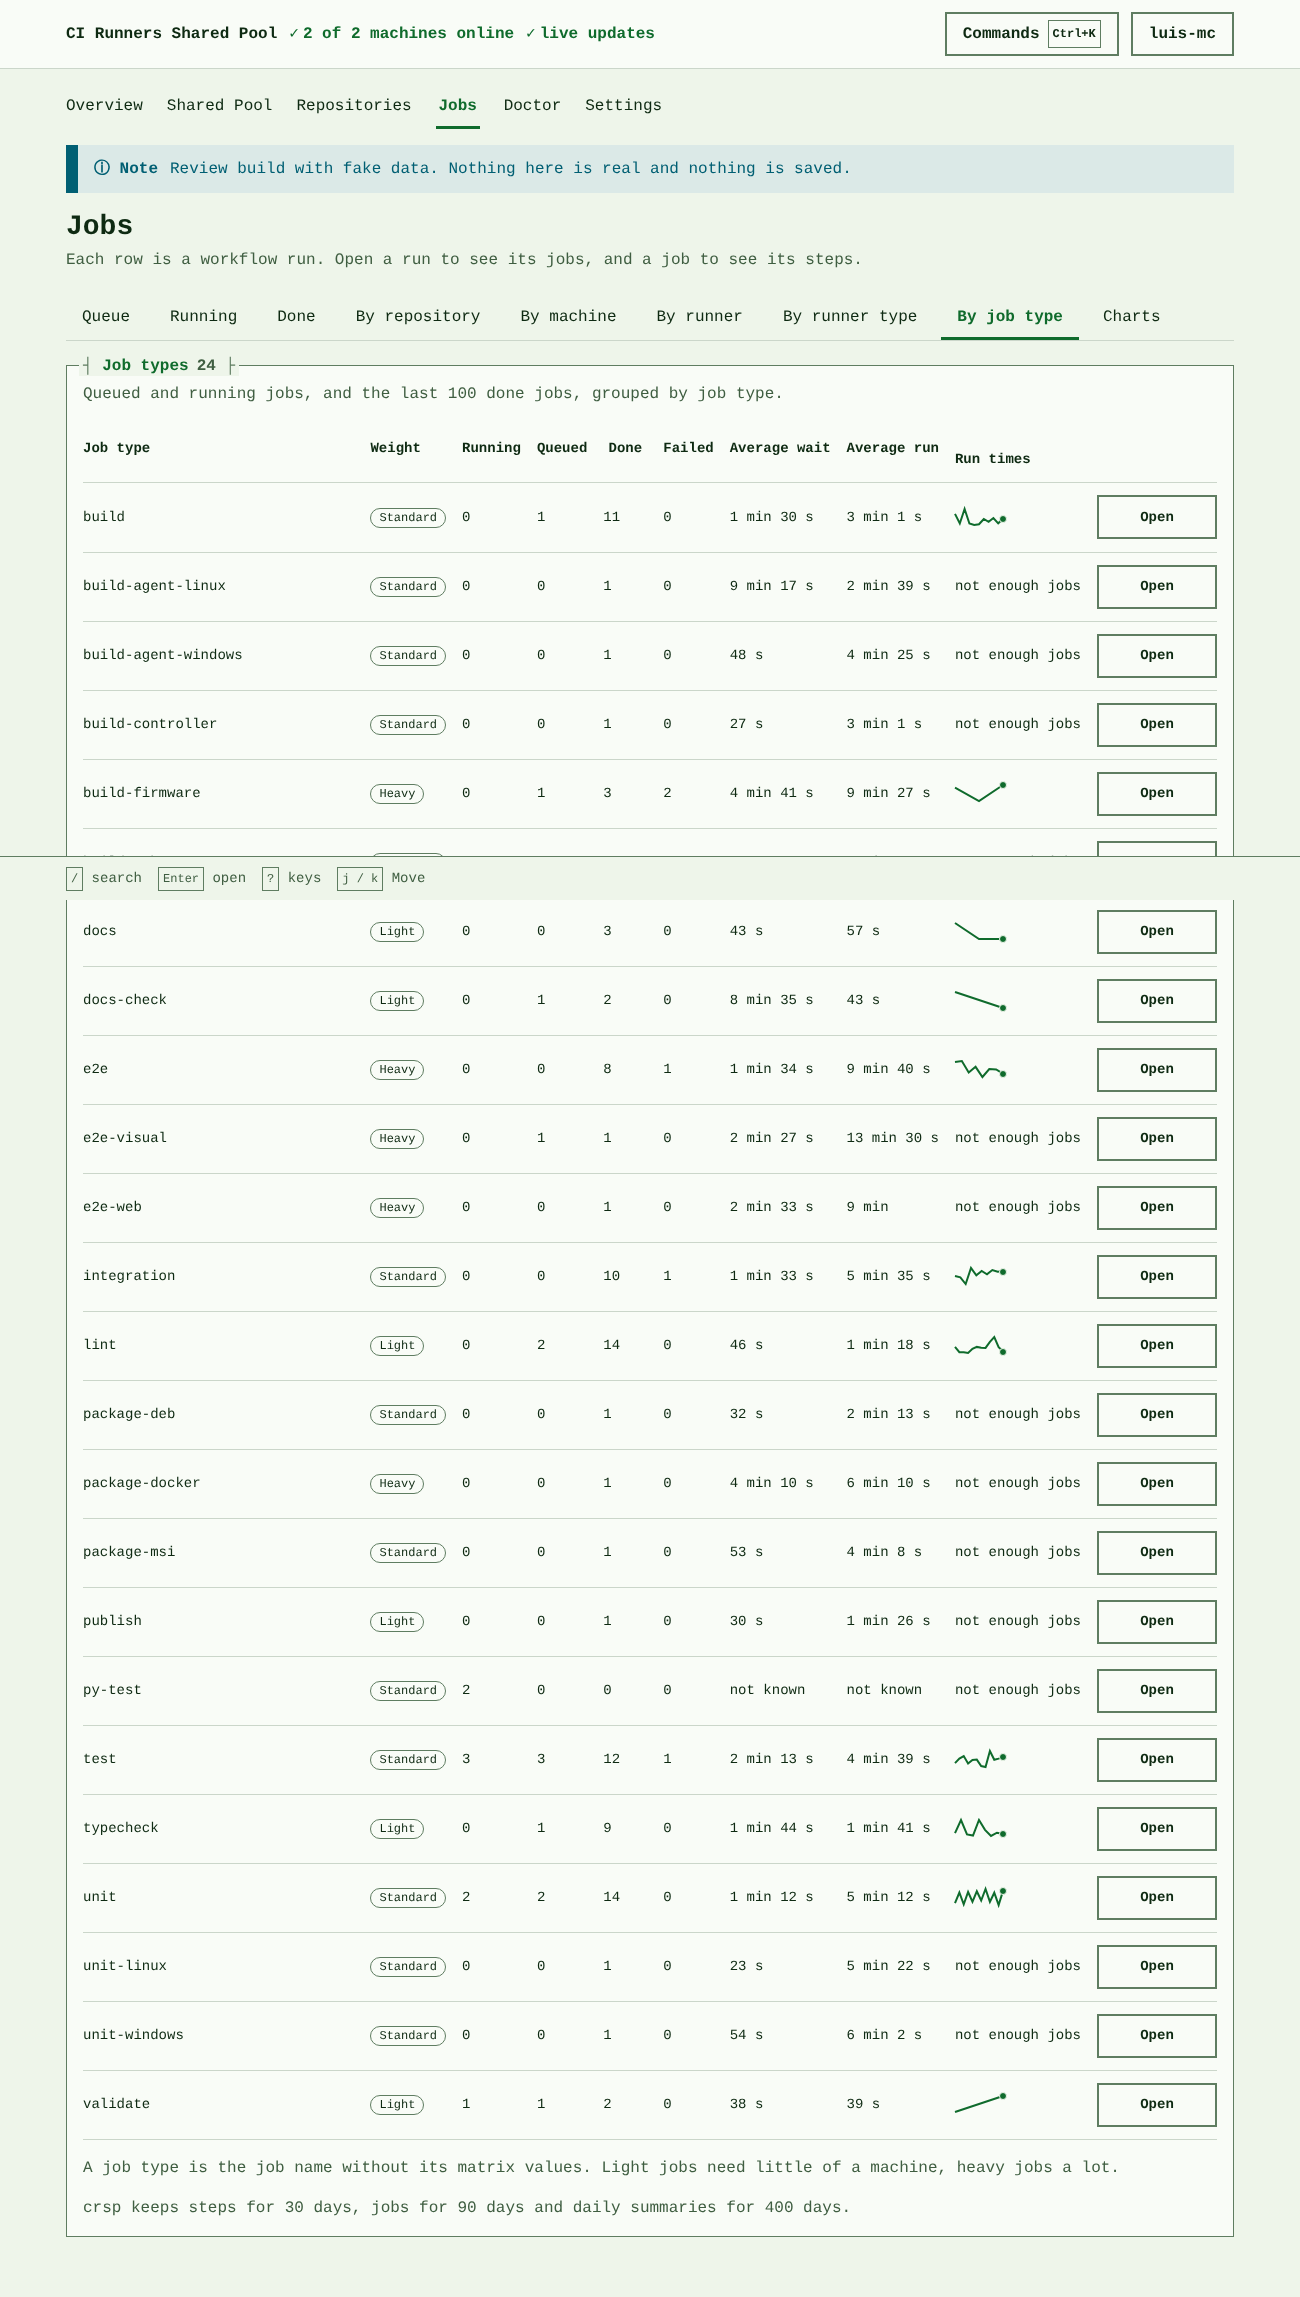 CI Runners Shared Pool ✓ 2 of 2 machines online ✓ live updates Commands Ctrl+K luis-mc
Overview Shared Pool Repositories Jobs Doctor Settings
ⓘ Note Review build with fake data. Nothing here is real and nothing is saved.
Jobs
Each row is a workflow run. Open a run to see its jobs, and a job to see its steps.
Queue Running Done By repository By machine By runner By runner type By job type Charts
┤ Job types 24 ├
Queued and running jobs, and the last 100 done jobs, grouped by job type.
Job type Weight Running Queued Done Failed Average wait Average run Run times
build Standard 0 1 11 0 1 min 30 s 3 min 1 s Open
build-agent-linux Standard 0 0 1 0 9 min 17 s 2 min 39 s not enough jobs Open
build-agent-windows Standard 0 0 1 0 48 s 4 min 25 s not enough jobs Open
build-controller Standard 0 0 1 0 27 s 3 min 1 s not enough jobs Open
build-firmware Heavy 0 1 3 2 4 min 41 s 9 min 27 s Open
/ search Enter open ? keys j / k Move
docs Light 0 0 3 0 43 s 57 s Open
docs-check Light 0 1 2 0 8 min 35 s 43 s Open
e2e Heavy 0 0 8 1 1 min 34 s 9 min 40 s Open
e2e-visual Heavy 0 1 1 0 2 min 27 s 13 min 30 s not enough jobs Open
e2e-web Heavy 0 0 1 0 2 min 33 s 9 min not enough jobs Open
integration Standard 0 0 10 1 1 min 33 s 5 min 35 s Open
lint Light 0 2 14 0 46 s 1 min 18 s Open
package-deb Standard 0 0 1 0 32 s 2 min 13 s not enough jobs Open
package-docker Heavy 0 0 1 0 4 min 10 s 6 min 10 s not enough jobs Open
package-msi Standard 0 0 1 0 53 s 4 min 8 s not enough jobs Open
publish Light 0 0 1 0 30 s 1 min 26 s not enough jobs Open
py-test Standard 2 0 0 0 not known not known not enough jobs Open
test Standard 3 3 12 1 2 min 13 s 4 min 39 s Open
typecheck Light 0 1 9 0 1 min 44 s 1 min 41 s Open
unit Standard 2 2 14 0 1 min 12 s 5 min 12 s Open
unit-linux Standard 0 0 1 0 23 s 5 min 22 s not enough jobs Open
unit-windows Standard 0 0 1 0 54 s 6 min 2 s not enough jobs Open
validate Light 1 1 2 0 38 s 39 s Open
A job type is the job name without its matrix values. Light jobs need little of a machine, heavy jobs a lot.
crsp keeps steps for 30 days, jobs for 90 days and daily summaries for 400 days.